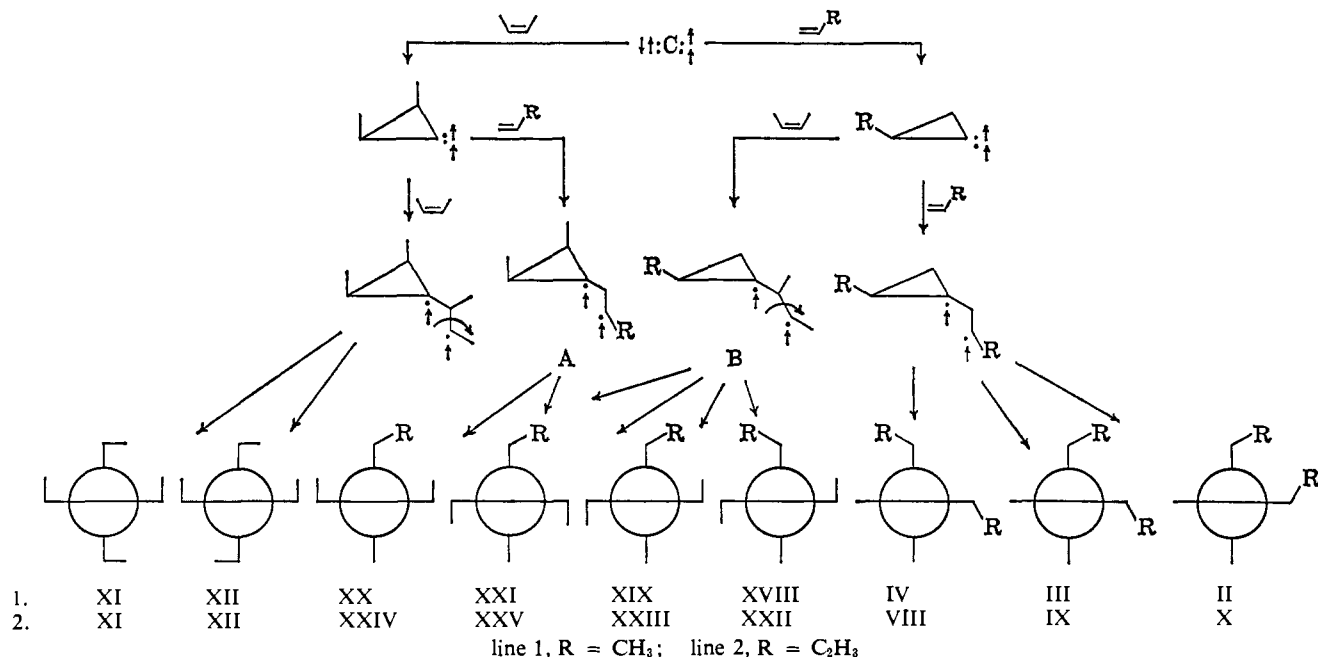 ↓↑:C:↑↑ R
R R
R R
R R R
A B
R R R R R R R R R
1. XI XII XX XXI XIX XVIII IV III II
2. XI XII XXIV XXV XXIII XXII VIII IX X
line 1, R = CH₃; line 2, R = C₂H₃